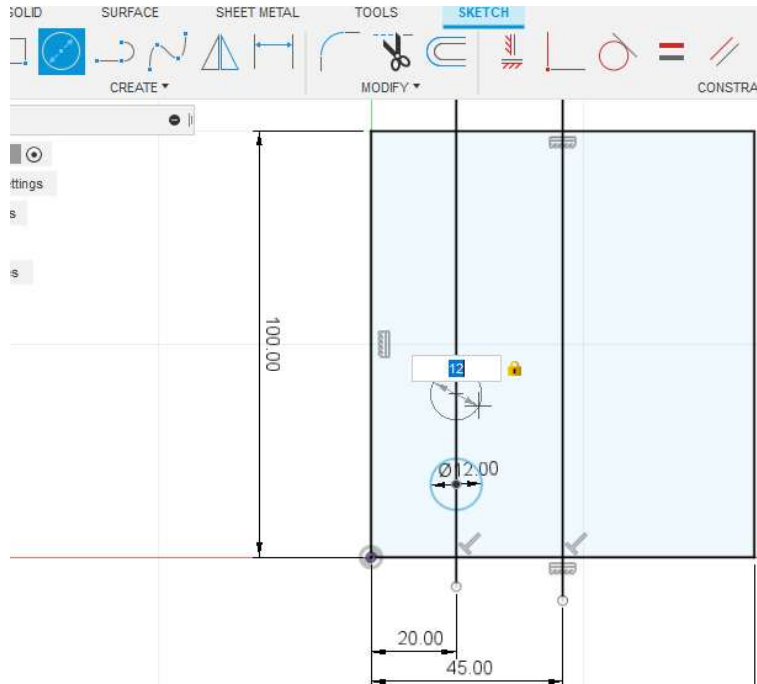 SOLID SURFACE SHEET METAL TOOLS SKETCH
CREATE ▾ MODIFY ▾ CONSTRA
ttings
s
s
100.00
12
Ø12.00
20.00
45.00